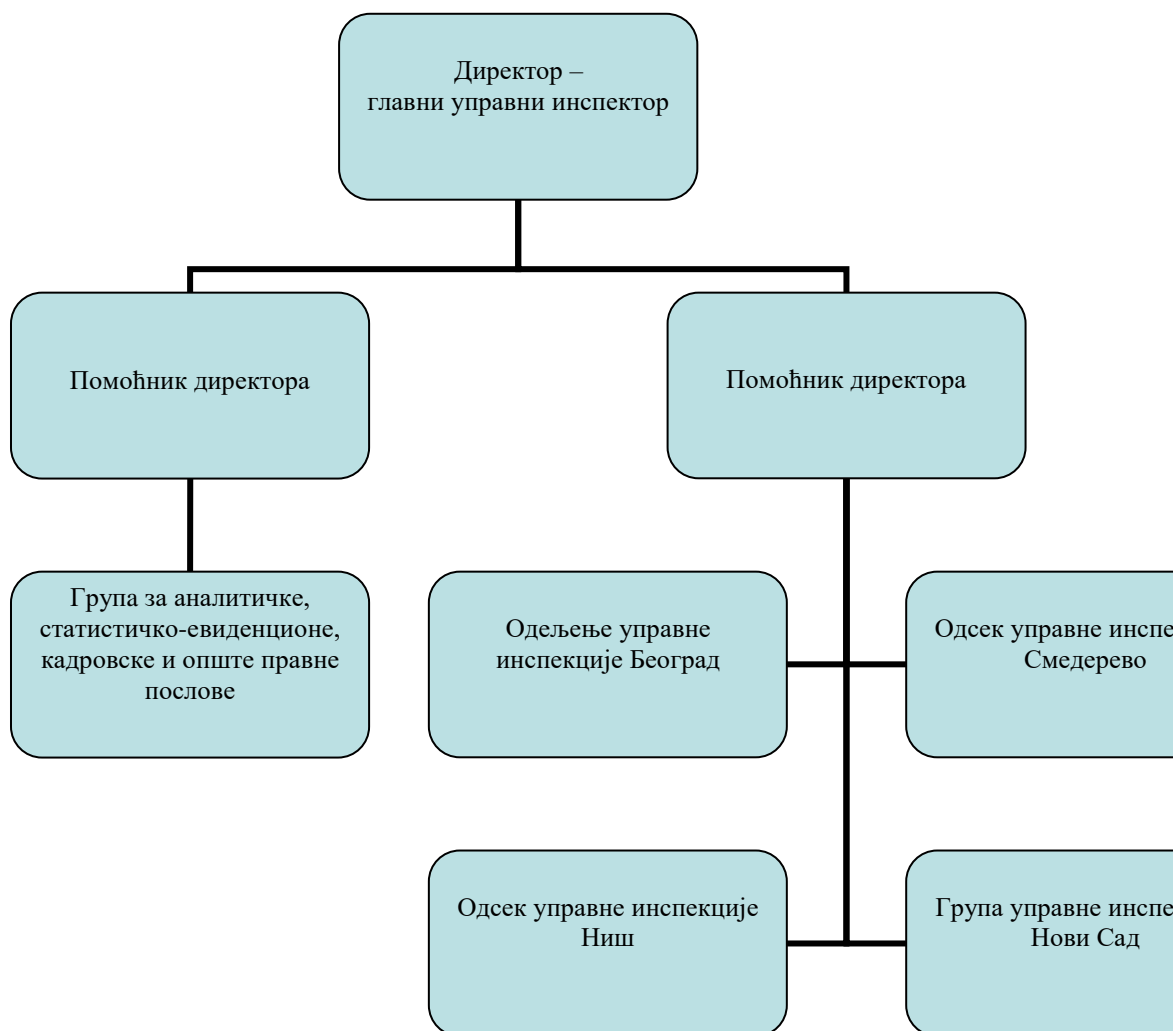 Директор –
главни управни инспектор
Помоћник директора
Помоћник директора
Група за аналитичке,
статистичко-евиденционе,
кадровске и опште правне
послове
Одељење управне
инспекције Београд
Одсек управне
Смедерево
Одсек управне инспекције
Ниш
Група управне
Нови Сад